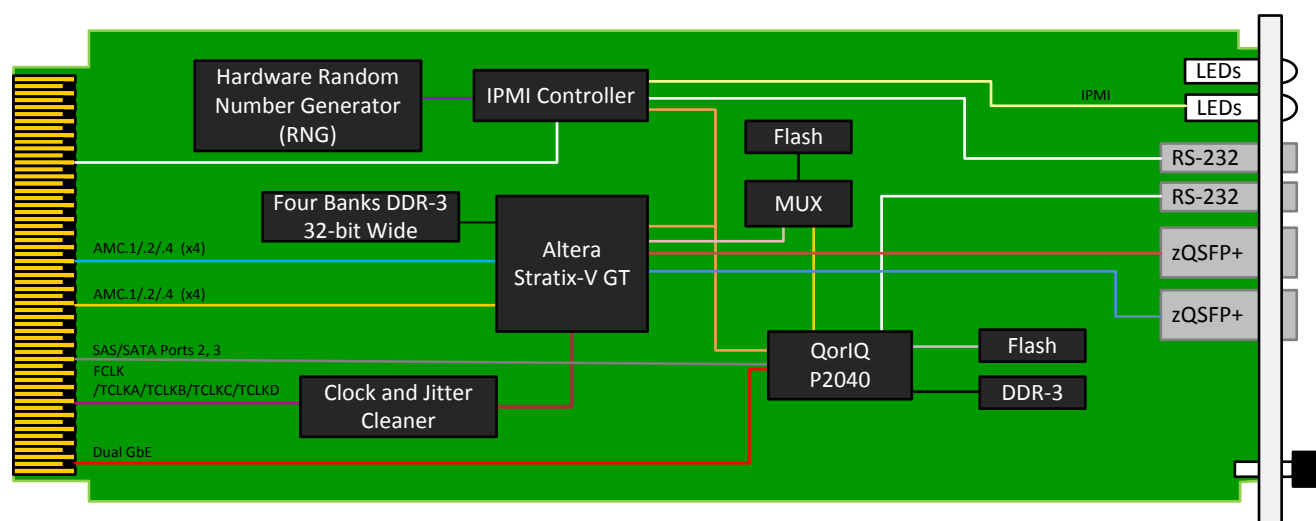 Hardware Random
Number Generator
(RNG)
IPMI Controller
IPMI
LEDs
LEDs
Flash
RS-232
MUX
RS-232
Four Banks DDR-3
32-bit Wide
Altera
Stratix-V GT
AMC.1/.2/.4 (x4)
zQSFP+
AMC.1/.2/.4 (x4)
zQSFP+
SAS/SATA Ports 2, 3
FCLK
/TCLKA/TCLKB/TCLKC/TCLKD
QorIQ
P2040
Flash
Clock and Jitter
Cleaner
DDR-3
Dual GbE